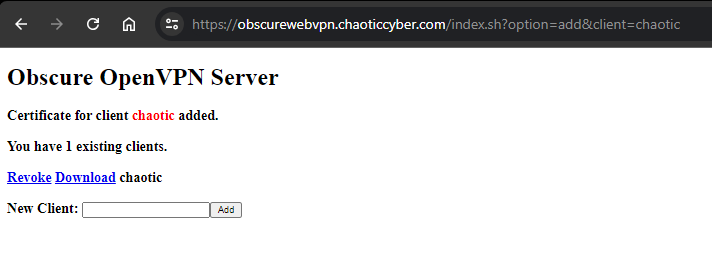 https://obscurewebvpn.chaoticcyber.com/index.sh?option=add&client=chaotic
Obscure OpenVPN Server
Certificate for client chaotic added.
You have 1 existing clients.
Revoke Download chaotic
New Client: Add